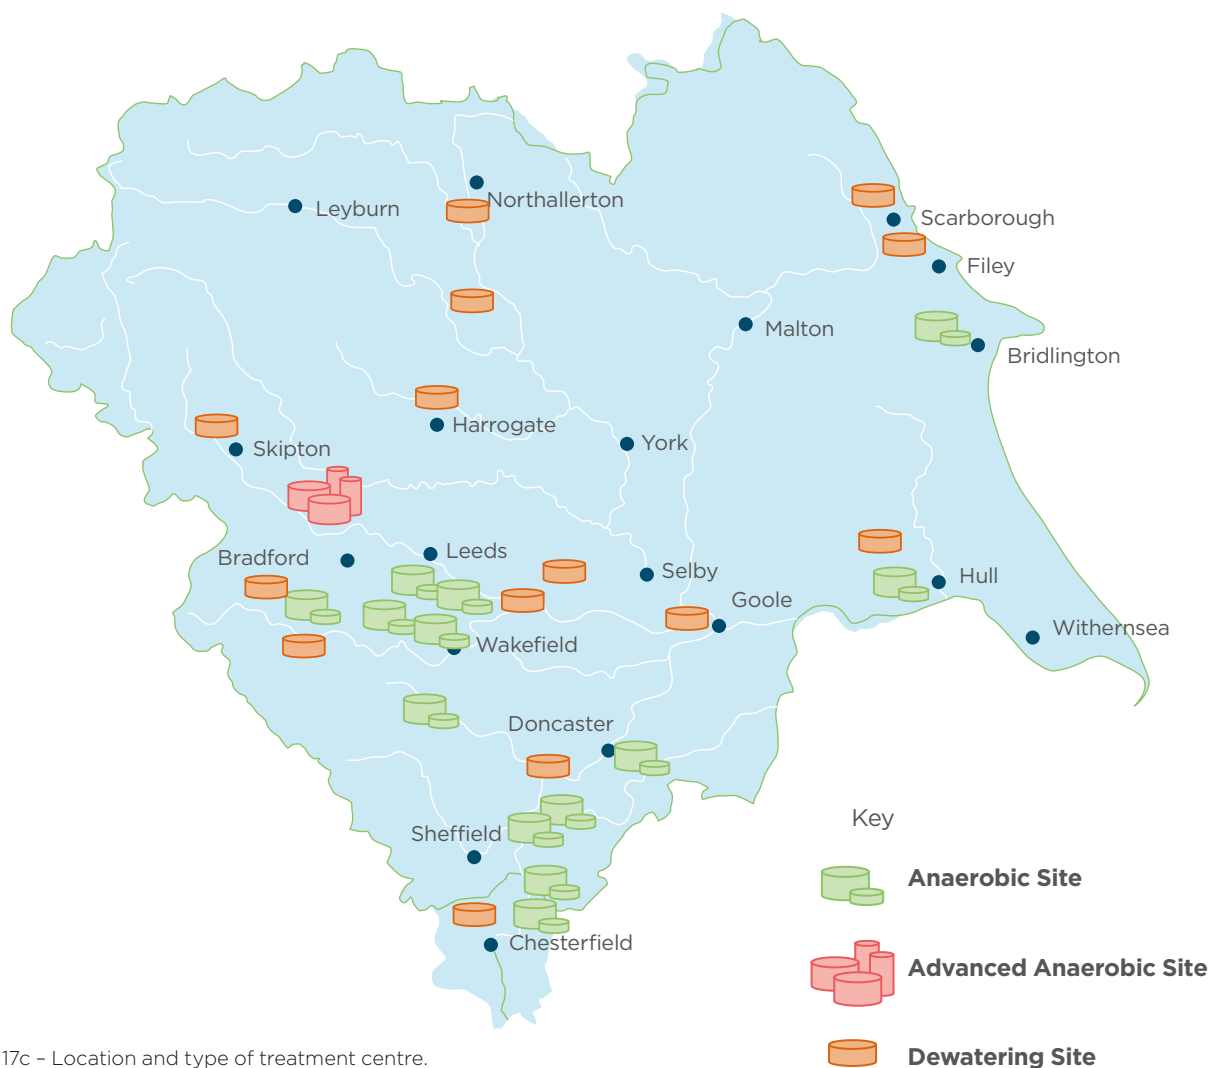 Northallerton
Leyburn
Scarborough
Filey
Malton
Bridlington
Harrogate
York
Skipton
Leeds
Bradford
Selby
Hull
Goole
Withernsea
Wakefield
Doncaster
Sheffield
Chesterfield
Key
Anaerobic Site
Advanced Anaerobic Site
Dewatering Site
17c – Location and type of treatment centre.